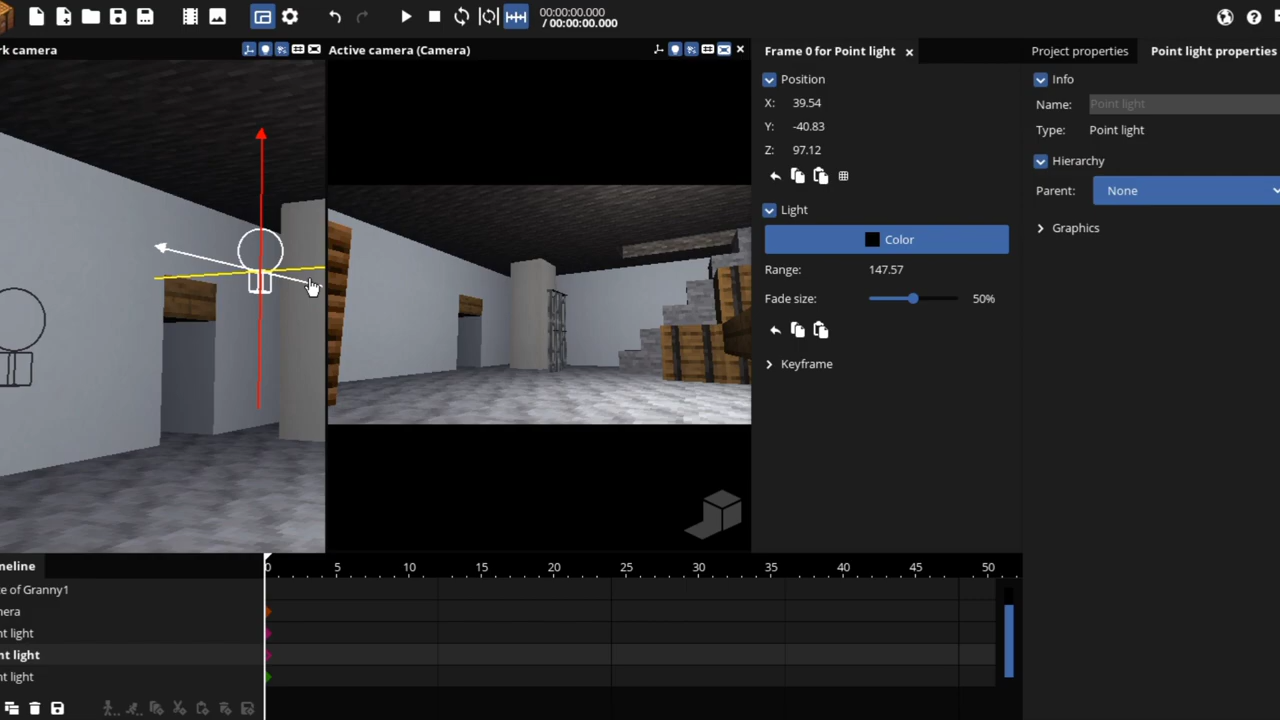 00:00:00.000
/ 00:00:00.000
rk camera
Active camera (Camera)
Frame 0 for Point light
Project properties
Point light properties
Position
X: 39.54
Y: -40.83
Z: 97.12
Light
Color
Range: 147.57
Fade size: 50%
Keyframe
Info
Name: Point light
Type: Point light
Hierarchy
Parent: None
Graphics
meline
0 5 10 15 20 25 30 35 40 45 50
ce of Granny1
mera
nt light
nt light
nt light